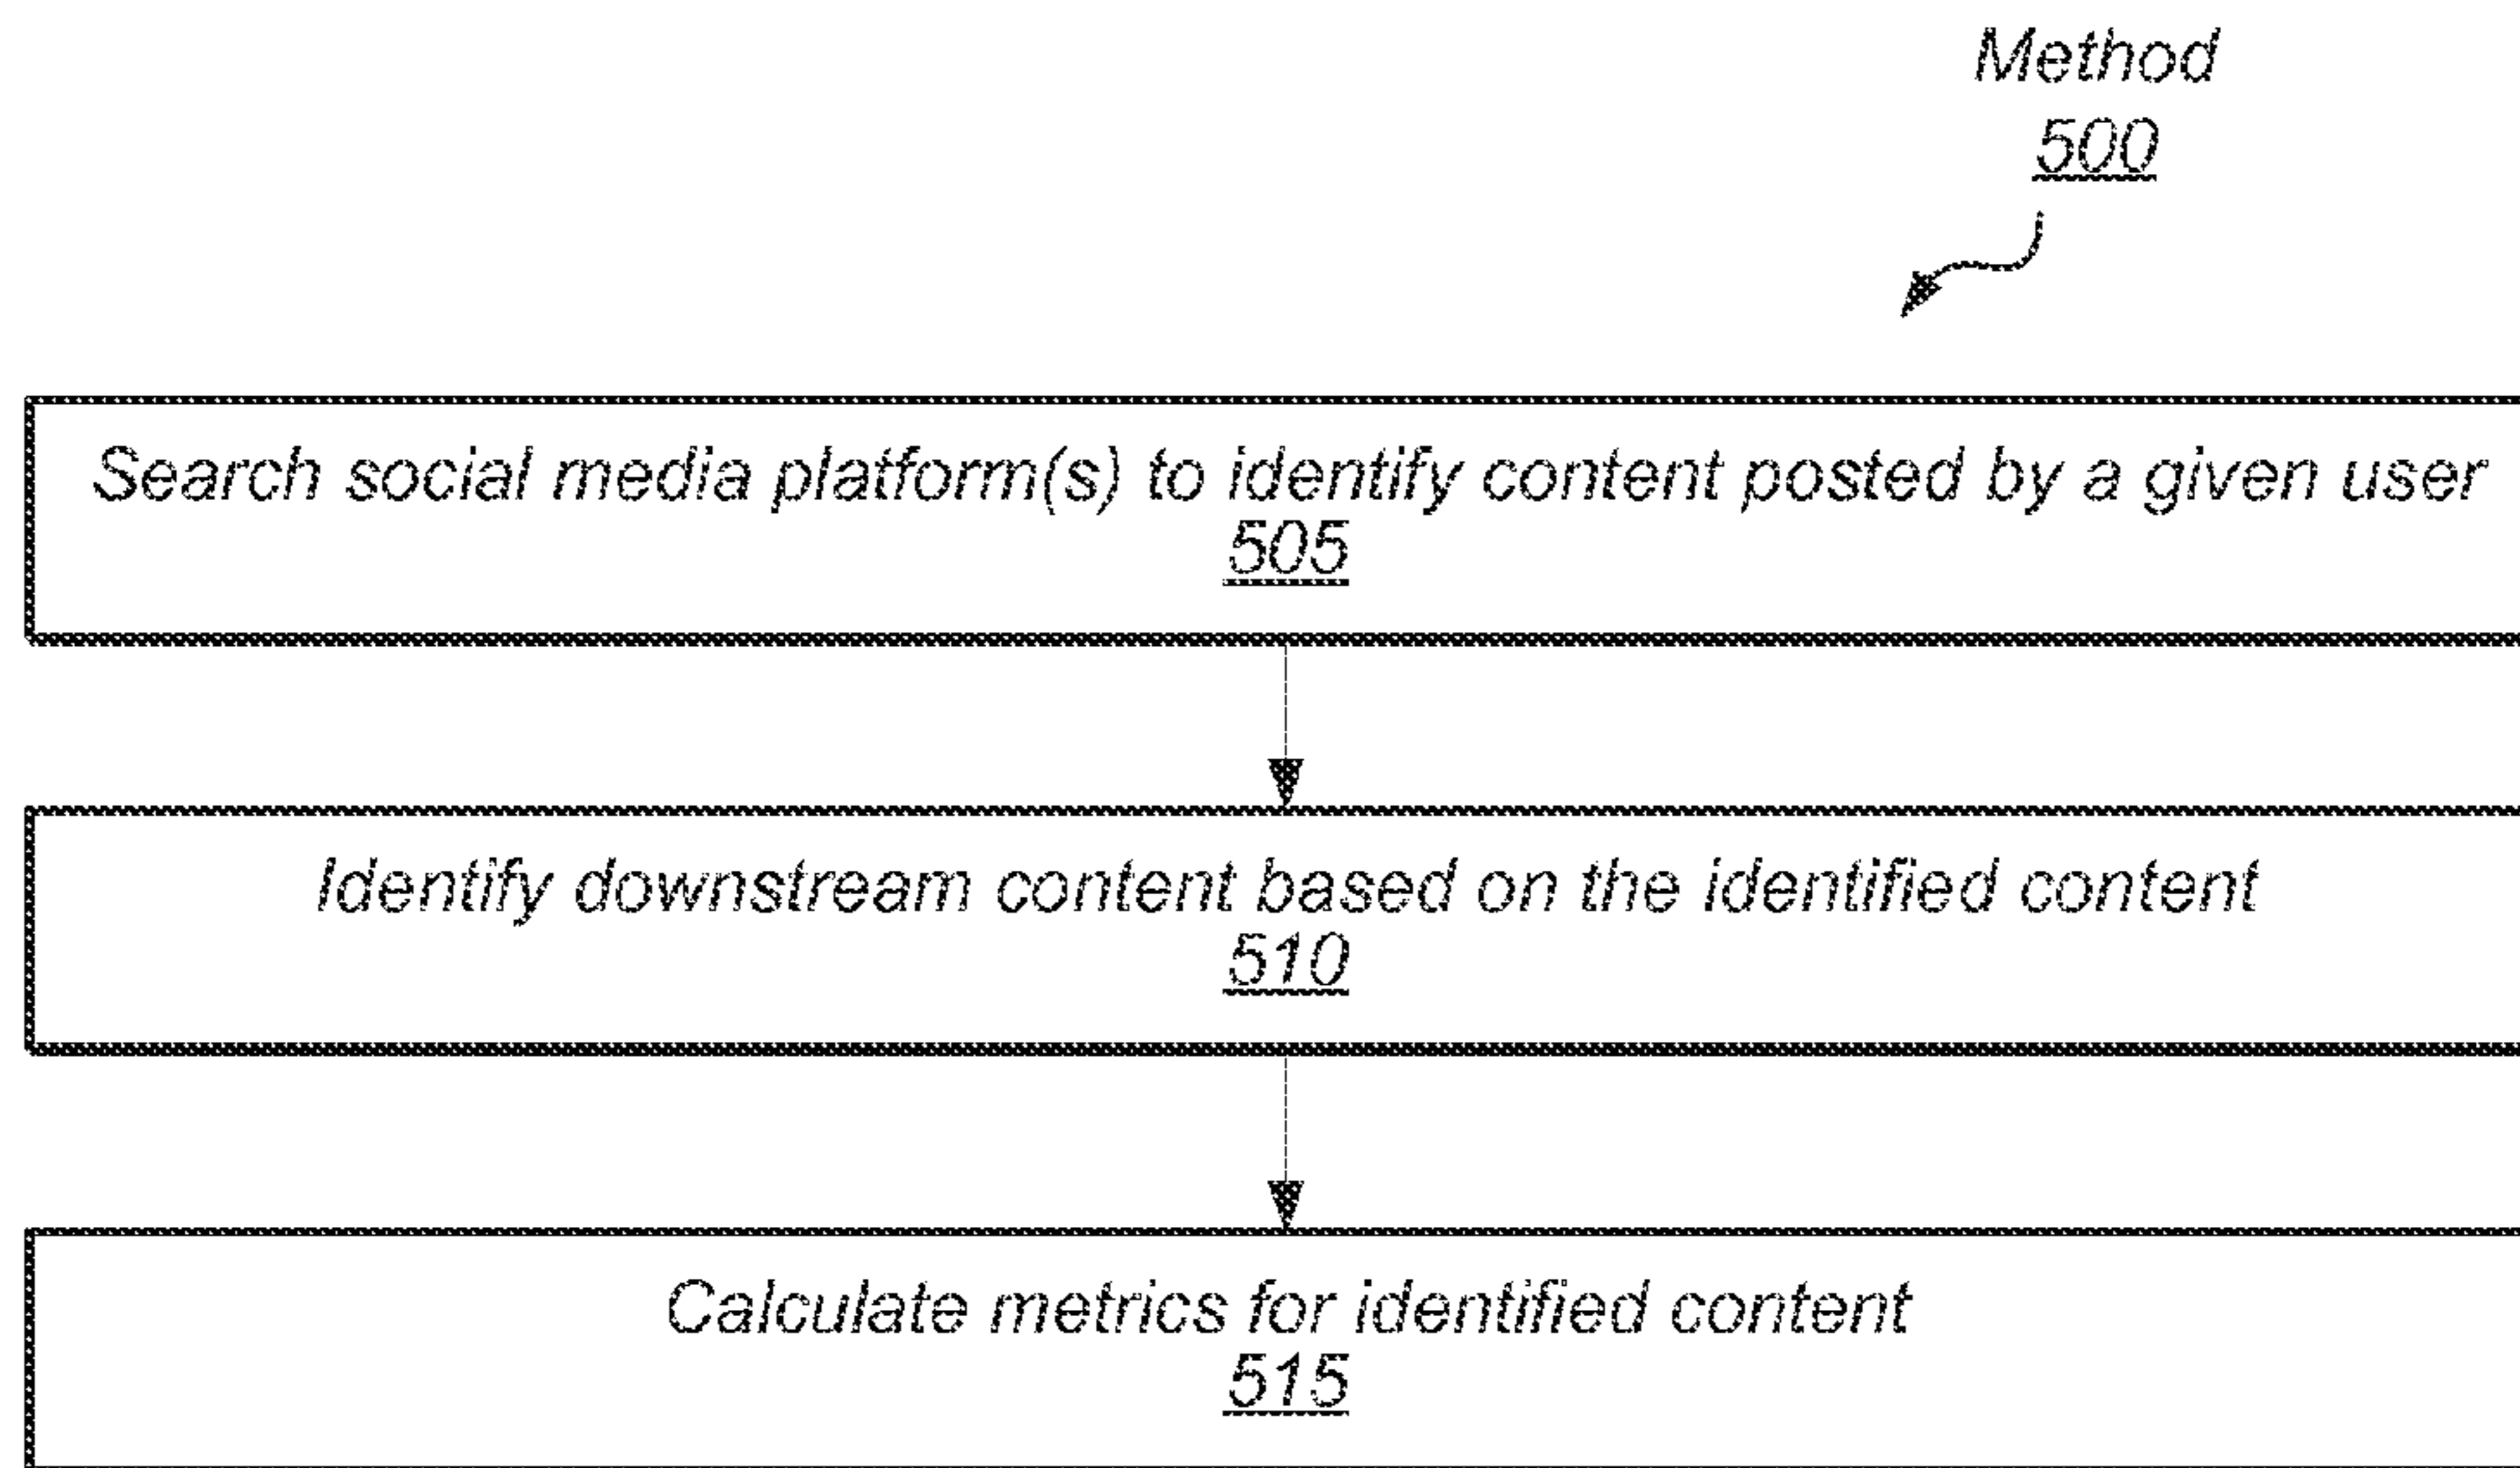 Method
500
Search social media platform(s) to identify content posted by a given user
505
Identify downstream content based on the identified content
510
Calculate metrics for identified content
515